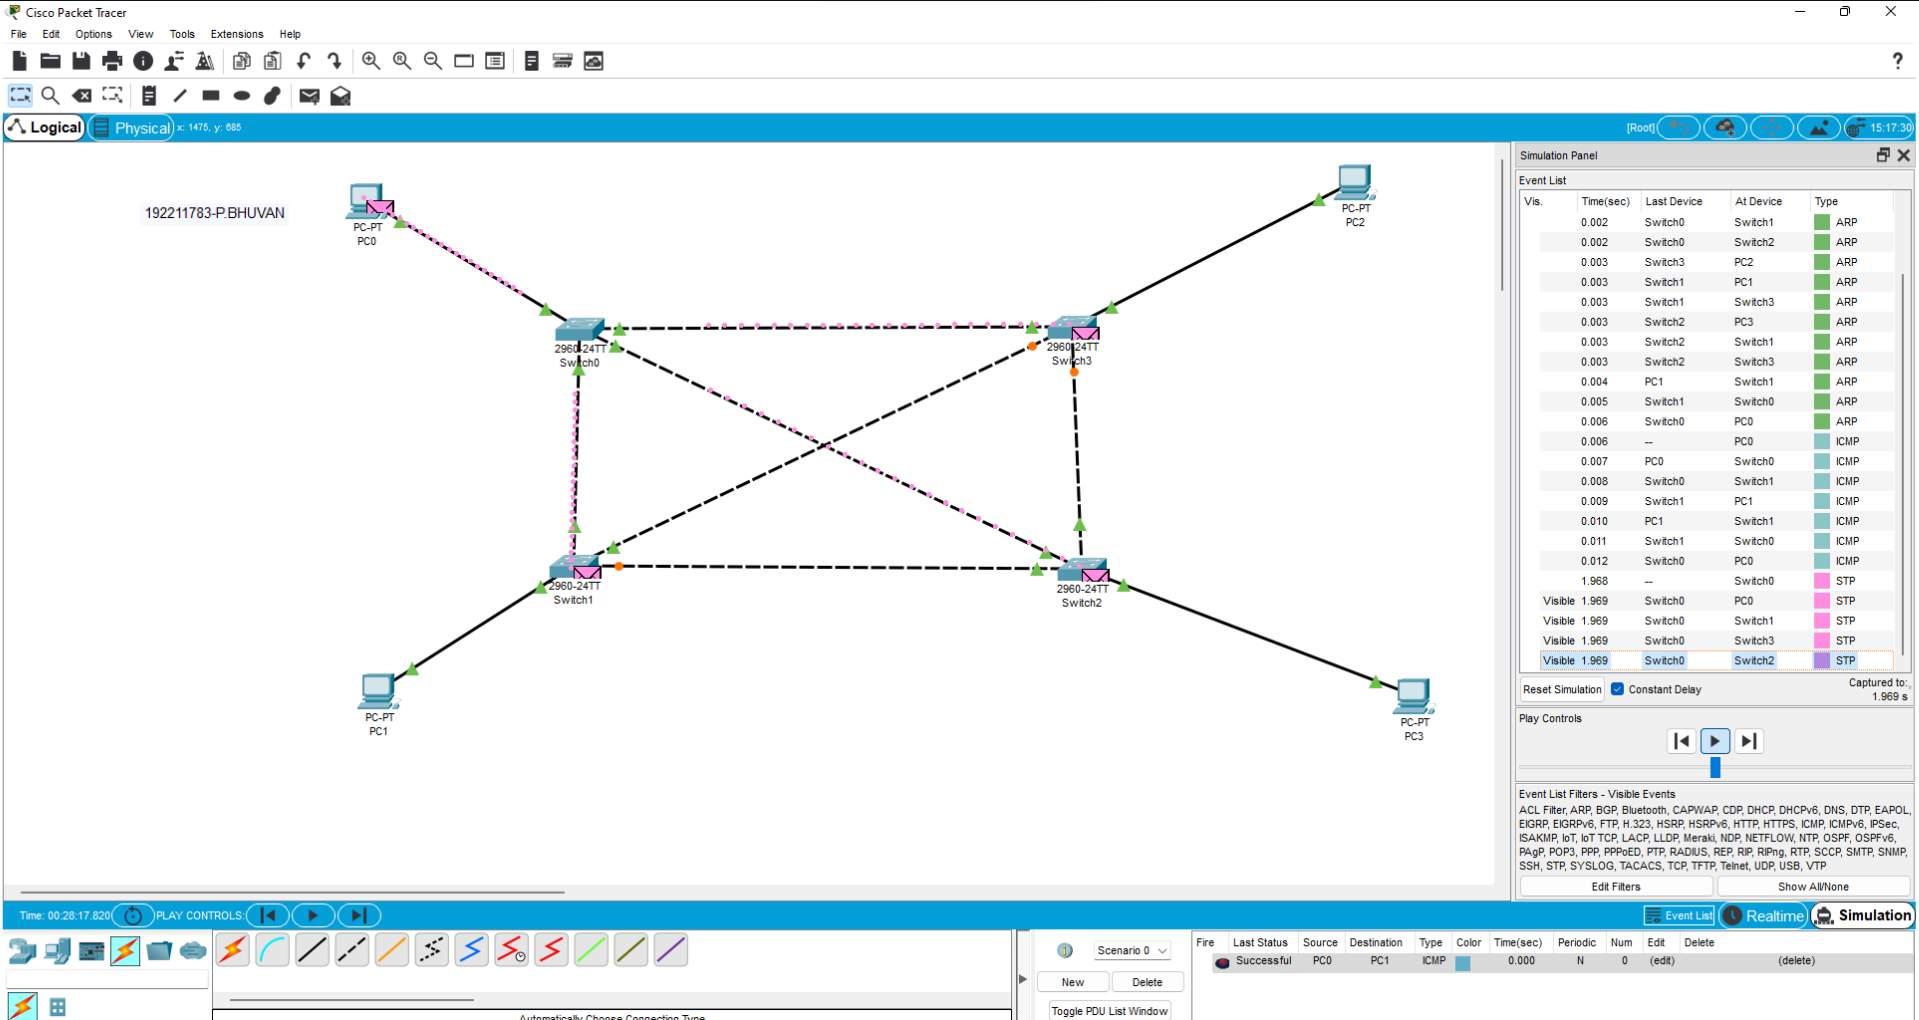 Cisco Packet Tracer
File Edit Options View Tools Extensions Help
?
Logical Physical x: 1475, y: 685 [Root] 15:17:30
192211783-P.BHUVAN
PC-PT
PC0
PC-PT
PC2
2960-24TT
Switch0
2960-24TT
Switch3
2960-24TT
Switch1
2960-24TT
Switch2
PC-PT
PC1
PC-PT
PC3
Simulation Panel
Event List
Vis. Time(sec) Last Device At Device Type
0.002 Switch0 Switch1 ARP
0.002 Switch0 Switch2 ARP
0.003 Switch3 PC2 ARP
0.003 Switch1 PC1 ARP
0.003 Switch1 Switch3 ARP
0.003 Switch2 PC3 ARP
0.003 Switch2 Switch1 ARP
0.003 Switch2 Switch3 ARP
0.004 PC1 Switch1 ARP
0.005 Switch1 Switch0 ARP
0.006 Switch0 PC0 ARP
0.006 -- PC0 ICMP
0.007 PC0 Switch0 ICMP
0.008 Switch0 Switch1 ICMP
0.009 Switch1 PC1 ICMP
0.010 PC1 Switch1 ICMP
0.011 Switch1 Switch0 ICMP
0.012 Switch0 PC0 ICMP
1.968 -- Switch0 STP
Visible 1.969 Switch0 PC0 STP
Visible 1.969 Switch0 Switch1 STP
Visible 1.969 Switch0 Switch3 STP
Visible 1.969 Switch0 Switch2 STP
Reset Simulation Constant Delay Captured to:
1.969 s
Play Controls
Event List Filters - Visible Events
ACL Filter, ARP, BGP, Bluetooth, CAPWAP, CDP, DHCP, DHCPv6, DNS, DTP, EAPOL,
EIGRP, EIGRPv6, FTP, H.323, HSRP, HSRPv6, HTTP, HTTPS, ICMP, ICMPv6, IPSec,
ISAKMP, IoT, IoT TCP, LACP, LLDP, Meraki, NDP, NETFLOW, NTP, OSPF, OSPFv6,
PAgP, POP3, PPP, PPPoED, PTP, RADIUS, REP, RIP, RIPng, RTP, SCCP, SMTP, SNMP,
SSH, STP, SYSLOG, TACACS, TCP, TFTP, Telnet, UDP, USB, VTP
Edit Filters Show All/None
Time: 00:28:17.820 PLAY CONTROLS: Event List Realtime Simulation
Scenario 0
New Delete
Toggle PDU List Window
Fire Last Status Source Destination Type Color Time(sec) Periodic Num Edit Delete
Successful PC0 PC1 ICMP 0.000 N 0 (edit) (delete)
Automatically Choose Connection Type